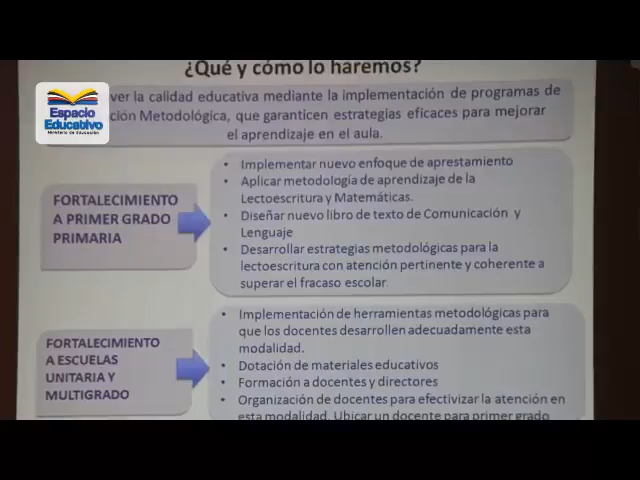 ¿Qué y cómo lo haremos?
ver la calidad educativa mediante la implementación de programas de
ción Metodológica, que garanticen estrategias eficaces para mejorar
el aprendizaje en el aula.
Espacio
Educativo
Ministerio de Educación
FORTALECIMIENTO
A PRIMER GRADO
PRIMARIA
• Implementar nuevo enfoque de aprestamiento
• Aplicar metodología de aprendizaje de la
Lectoescritura y Matemáticas.
• Diseñar nuevo libro de texto de Comunicación y
Lenguaje
• Desarrollar estrategias metodológicas para la
lectoescritura con atención pertinente y coherente a
superar el fracaso escolar.
FORTALECIMIENTO
A ESCUELAS
UNITARIA Y
MULTIGRADO
• Implementación de herramientas metodológicas para
que los docentes desarrollen adecuadamente esta
modalidad.
• Dotación de materiales educativos
• Formación a docentes y directores
• Organización de docentes para efectivizar la atención en
esta modalidad. Ubicar un docente para primer grado